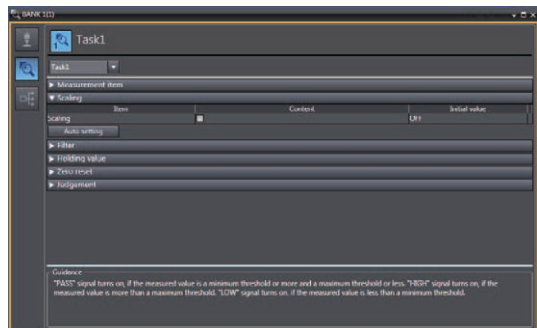 BANK 1(1)
Task1
Task1
Measurement item
Scaling
Item Content Initial value
Scaling OFF
Auto setting
Filter
Holding value
Zero reset
Judgement
Guidance
"PASS" signal turns on, if the measured value is a minimum threshold or more and a maximum threshold or less. "HIGH" signal turns on, if the
measured value is more than a maximum threshold. "LOW" signal turns on, if the measured value is less than a minimum threshold.